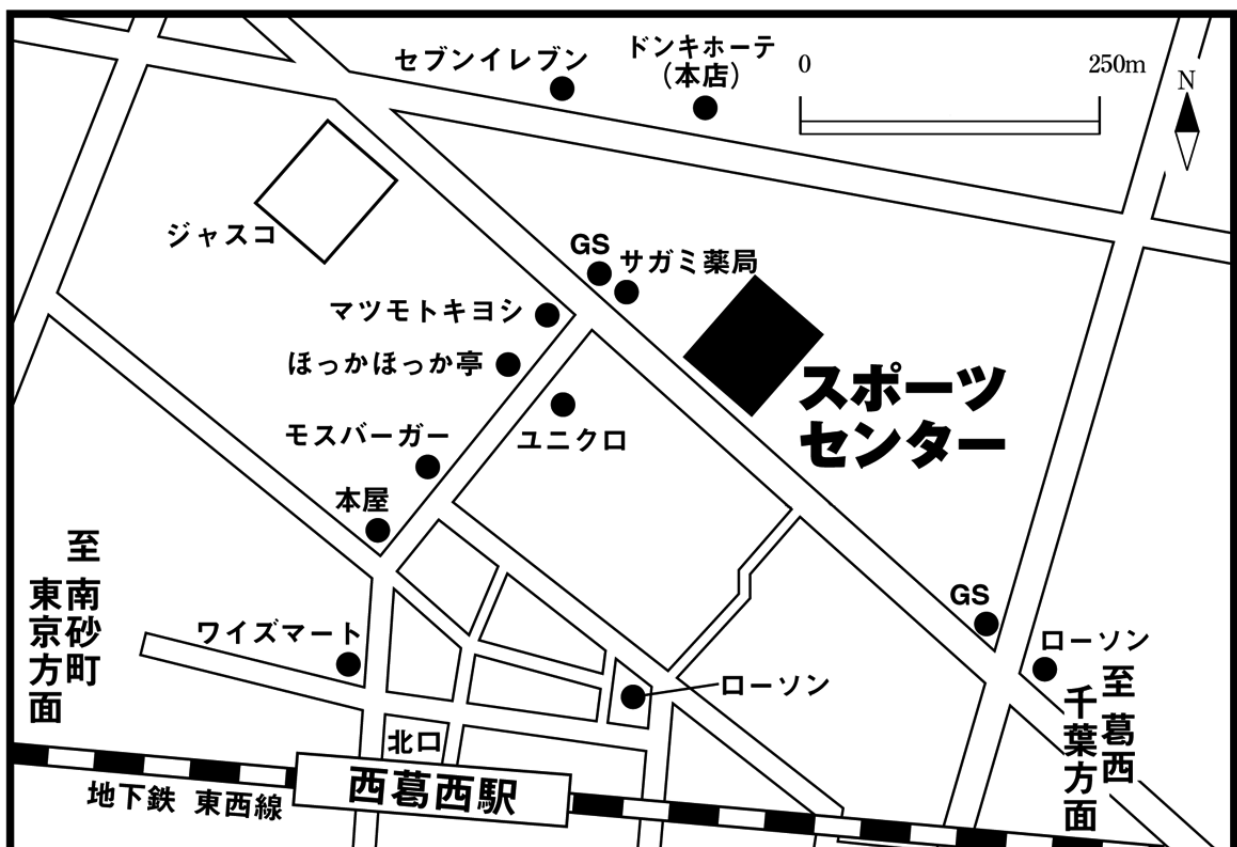 セブンイレブン
ドンキホーテ
（本店）
0
250m
N
ジャスコ
GS
サガミ薬局
マツモトキヨシ
ほっかほっか亭
ユニクロ
スポーツ
センター
モスバーガー
本屋
至 南砂町
東京方面
ワイズマート
GS
ローソン
至 葛西
千葉方面
ローソン
北口
西葛西駅
地下鉄 東西線